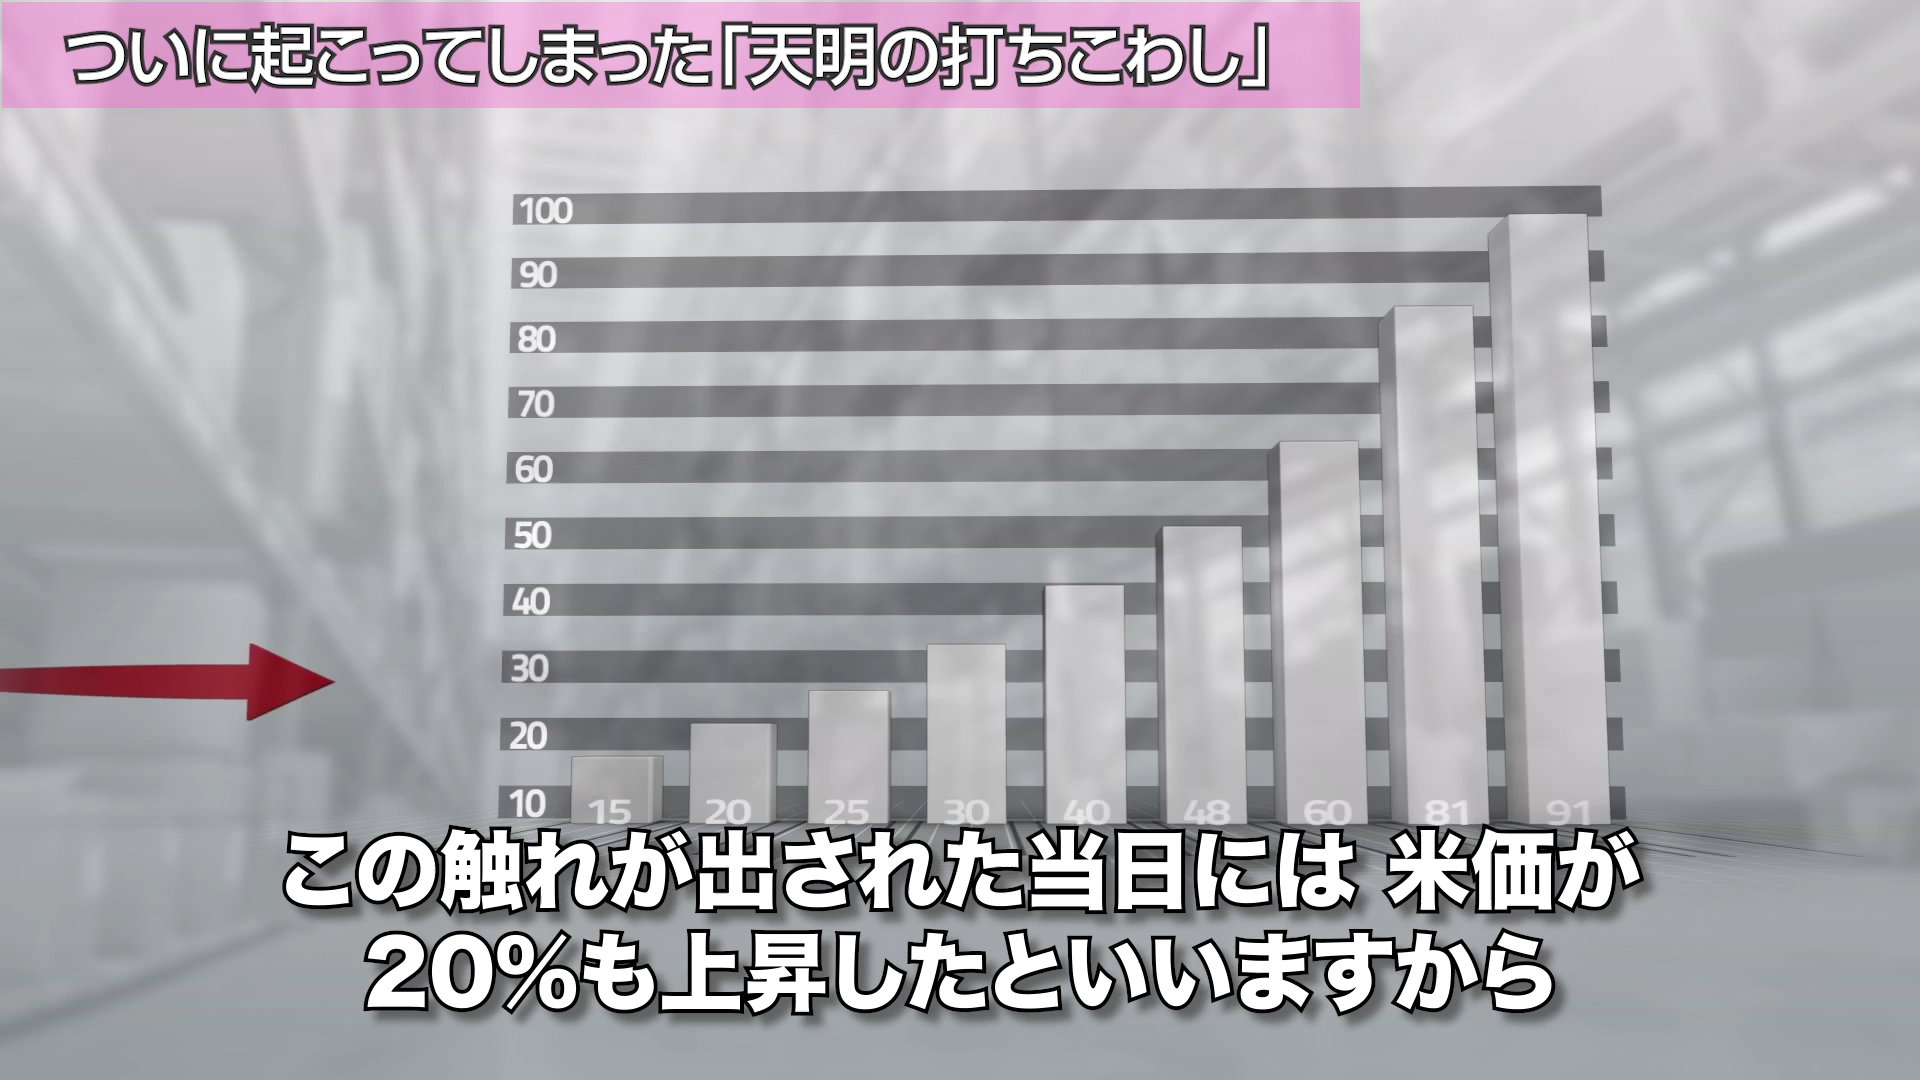 ついに起こってしまった「天明の打ちこわし」
100
90
80
70
60
50
40
30
20
10
15 20 25 30 40 48 60 81 91
この触れが出された当日には 米価が
20%も上昇したといいますから